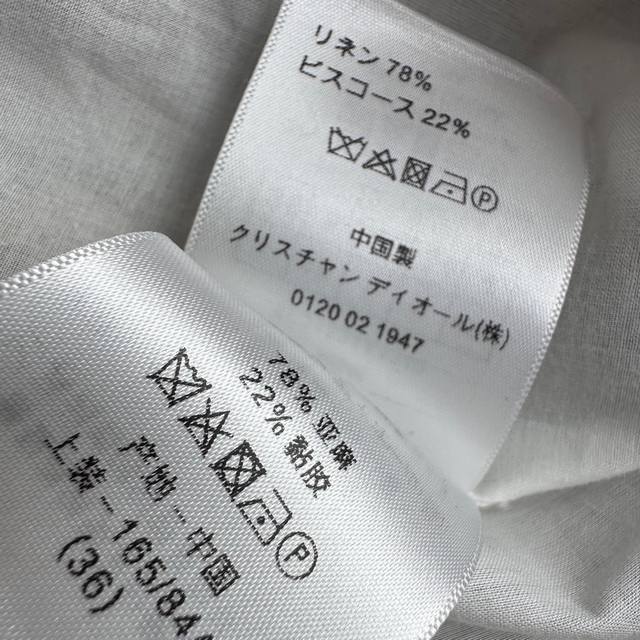 リネン 78%
ビスコース 22%
P
中国製
クリスチャン ディオール(株)
0120 02 1947
78% 亚麻
22% 黏胶
P
产地 -- 中国
上装 -- 165/84A
(36)